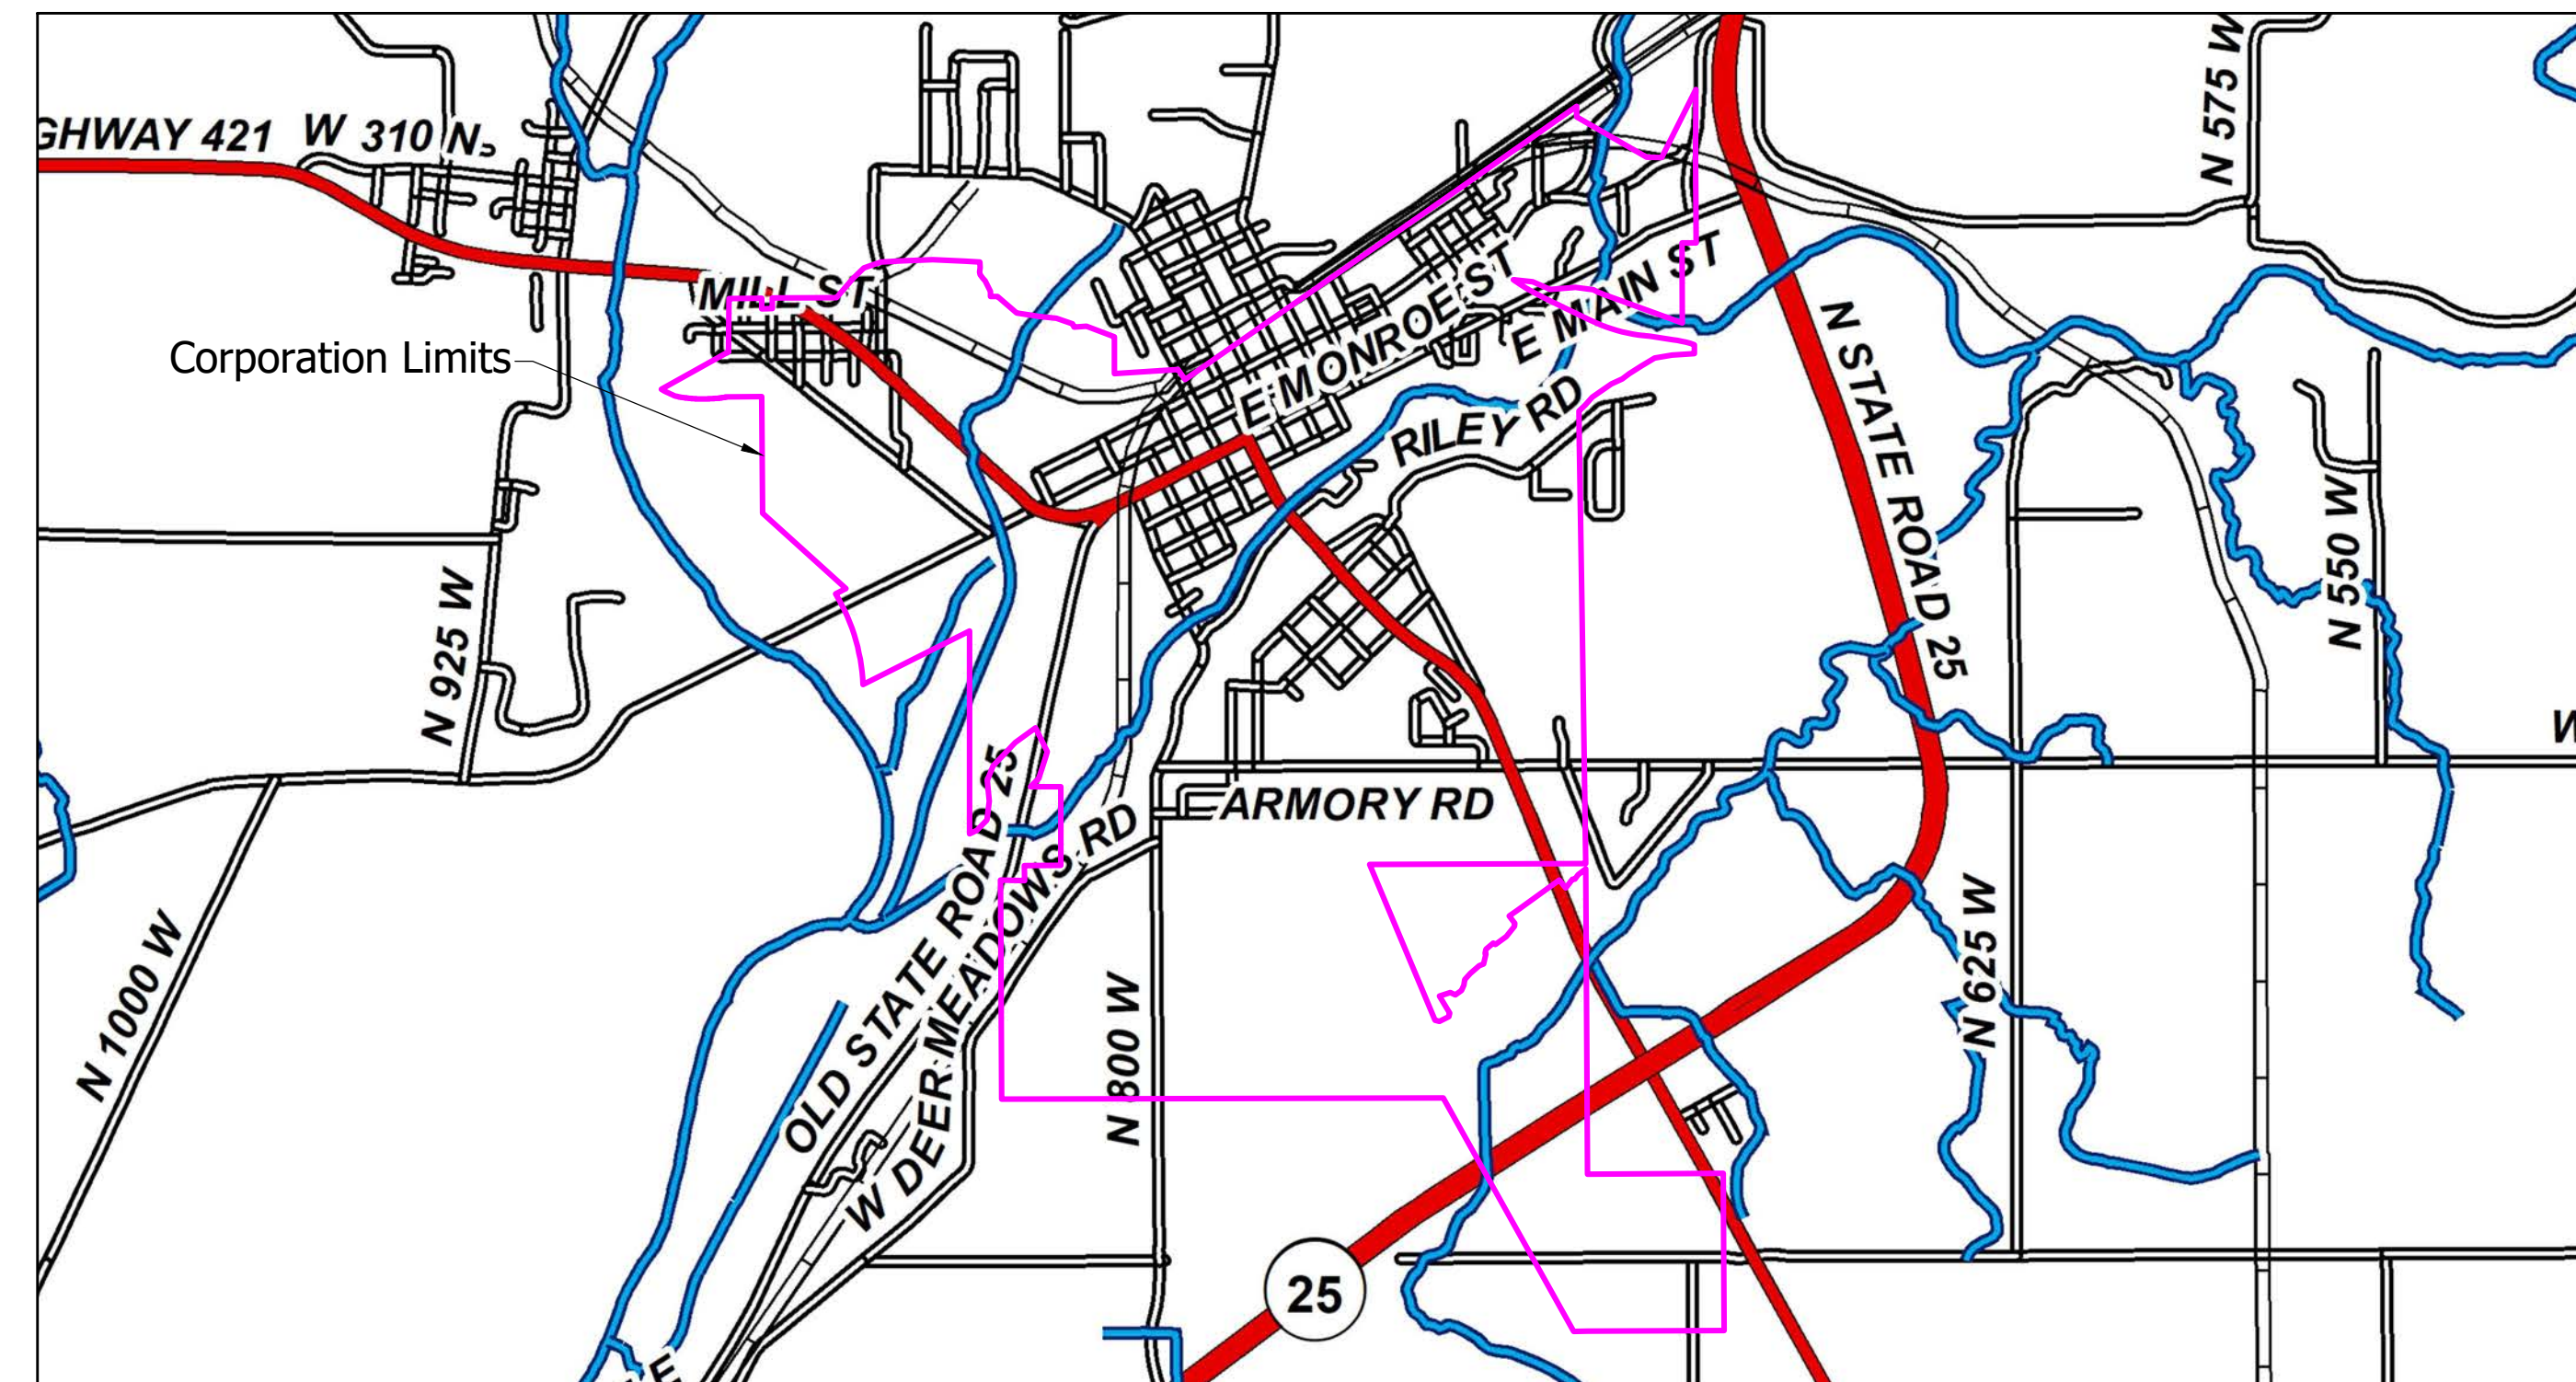 GHWAY 421
W 310 N
N 575 W
MILL ST
Corporation Limits
E MONROE ST
E MAIN ST
RILEY RD
N STATE ROAD 25
N 550 W
N 925 W
W
ARMORY RD
OLD STATE ROAD 25
W DEER MEADOWS RD
N 1000 W
N 800 W
N 625 W
25
E